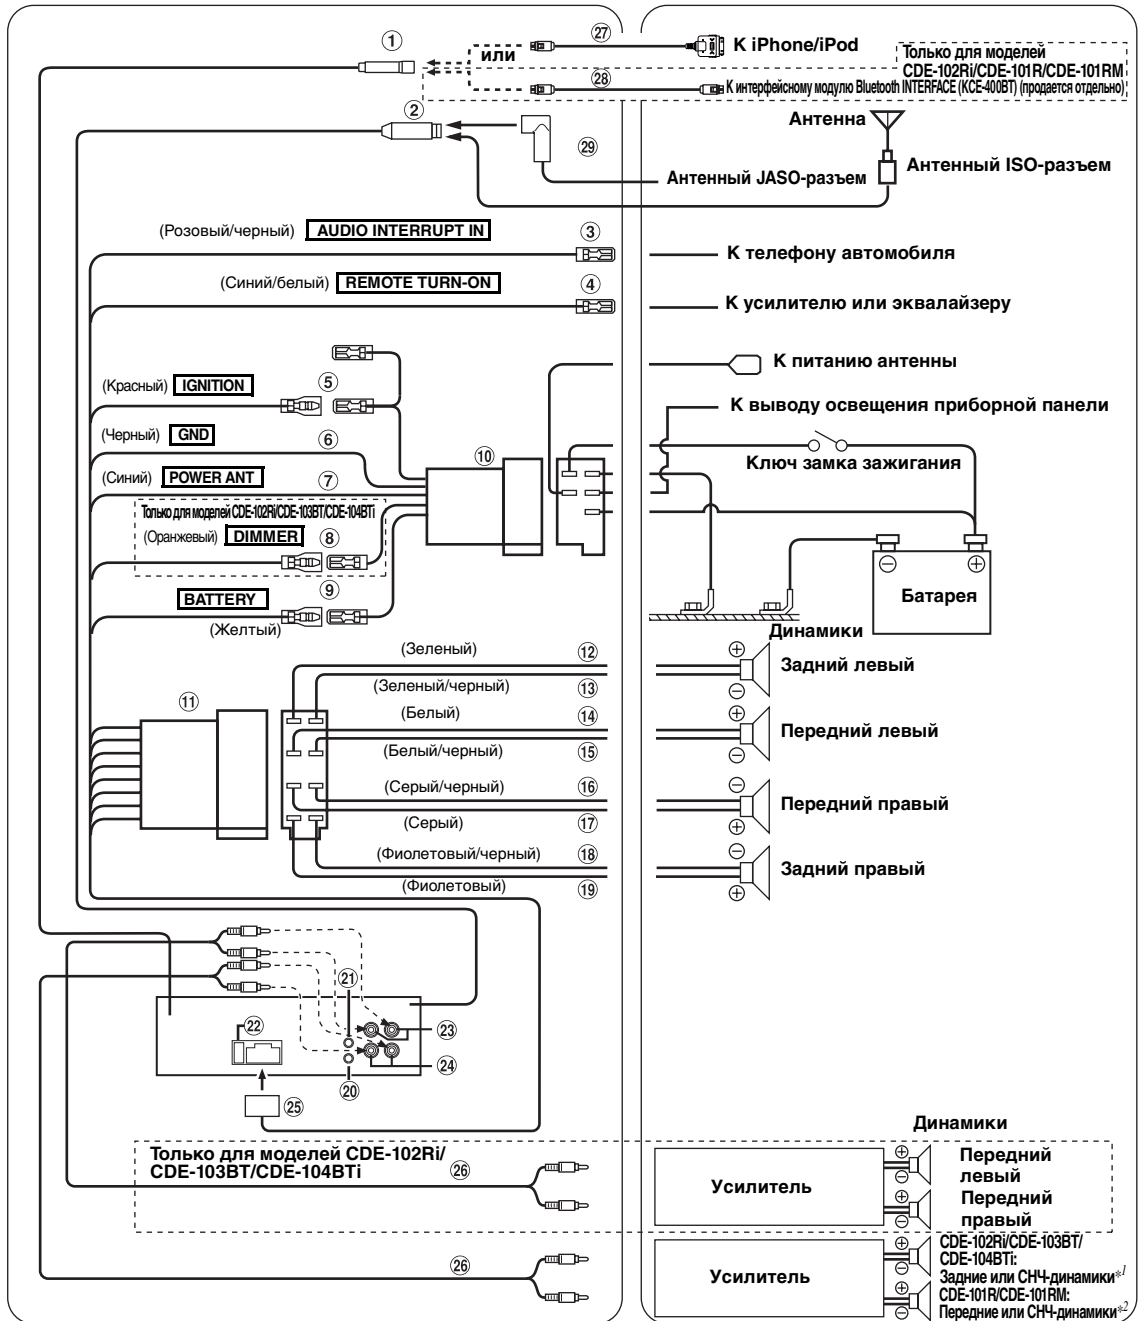 ①
или
㉗
К iPhone/iPod
Только для моделей
CDE-102Ri/CDE-101R/CDE-101RM
㉘
К интерфейсному модулю Bluetooth INTERFACE (KCE-400BT) (продается отдельно)
②
Антенна
㉙
Антенный JASO-разъем
Антенный ISO-разъем
(Розовый/черный) AUDIO INTERRUPT IN
③
К телефону автомобиля
(Синий/белый) REMOTE TURN-ON
④
К усилителю или эквалайзеру
К питанию антенны
(Красный) IGNITION
⑤
К выводу освещения приборной панели
(Черный) GND
⑥
⑩
Ключ замка зажигания
(Синий) POWER ANT
⑦
Только для моделей CDE-102Ri/CDE-103BT/CDE-104BTi
(Оранжевый) DIMMER
⑧
⊖
⊕
Батарея
BATTERY
⑨
(Желтый)
Динамики
(Зеленый)
⑫
⊕
Задний левый
(Зеленый/черный)
⑬
⊖
⑪
(Белый)
⑭
⊕
Передний левый
(Белый/черный)
⑮
⊖
(Серый/черный)
⑯
⊖
Передний правый
(Серый)
⑰
⊕
(Фиолетовый/черный)
⑱
⊖
Задний правый
(Фиолетовый)
⑲
⊕
㉑
㉒
㉓
㉔
⑳
㉕
Динамики
Только для моделей CDE-102Ri/
CDE-103BT/CDE-104BTi
㉖
Усилитель
⊕
⊖
Передний
левый
⊕
⊖
Передний
правый
㉖
Усилитель
⊕
⊖
CDE-102Ri/CDE-103BT/
CDE-104BTi:
Задние или СНЧ-динамики*1
⊕
⊖
CDE-101R/CDE-101RM:
Передние или СНЧ-динамики*2